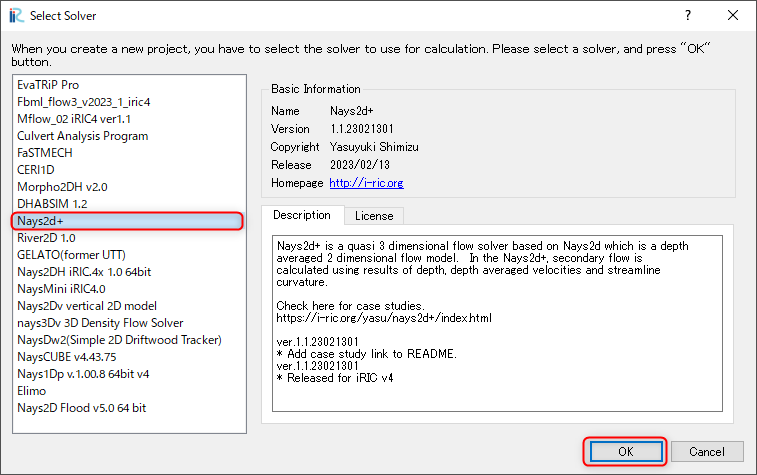 Select Solver
When you create a new project, you have to select the solver to use for calculation. Please select a solver, and press "OK"
button.
EvaTRiP Pro
Fbml_flow3_v2023_1_iric4
Mflow_02 iRIC4 ver1.1
Culvert Analysis Program
FaSTMECH
CERI1D
Morpho2DH v2.0
DHABSIM 1.2
Nays2d+
River2D 1.0
GELATO(former UTT)
Nays2DH iRIC.4x 1.0 64bit
NaysMini iRIC4.0
Nays2Dv vertical 2D model
nays3Dv 3D Density Flow Solver
NaysDw2(Simple 2D Driftwood Tracker)
NaysCUBE v4.43.75
Nays1Dp v.1.00.8 64bit v4
Elimo
Nays2D Flood v5.0 64 bit
Basic Information
Name Nays2d+
Version 1.1.23021301
Copyright Yasuyuki Shimizu
Release 2023/02/13
Homepage http://i-ric.org
Description License
Nays2d+ is a quasi 3 dimensional flow solver based on Nays2d which is a depth
averaged 2 dimensional flow model. In the Nays2d+, secondary flow is
calculated using results of depth, depth averaged velocities and streamline
curvature.
Check here for case studies.
https://i-ric.org/yasu/nays2d+/index.html
ver.1.1.23021301
* Add case study link to README.
ver.1.1.23021301
* Released for iRIC v4
OK Cancel